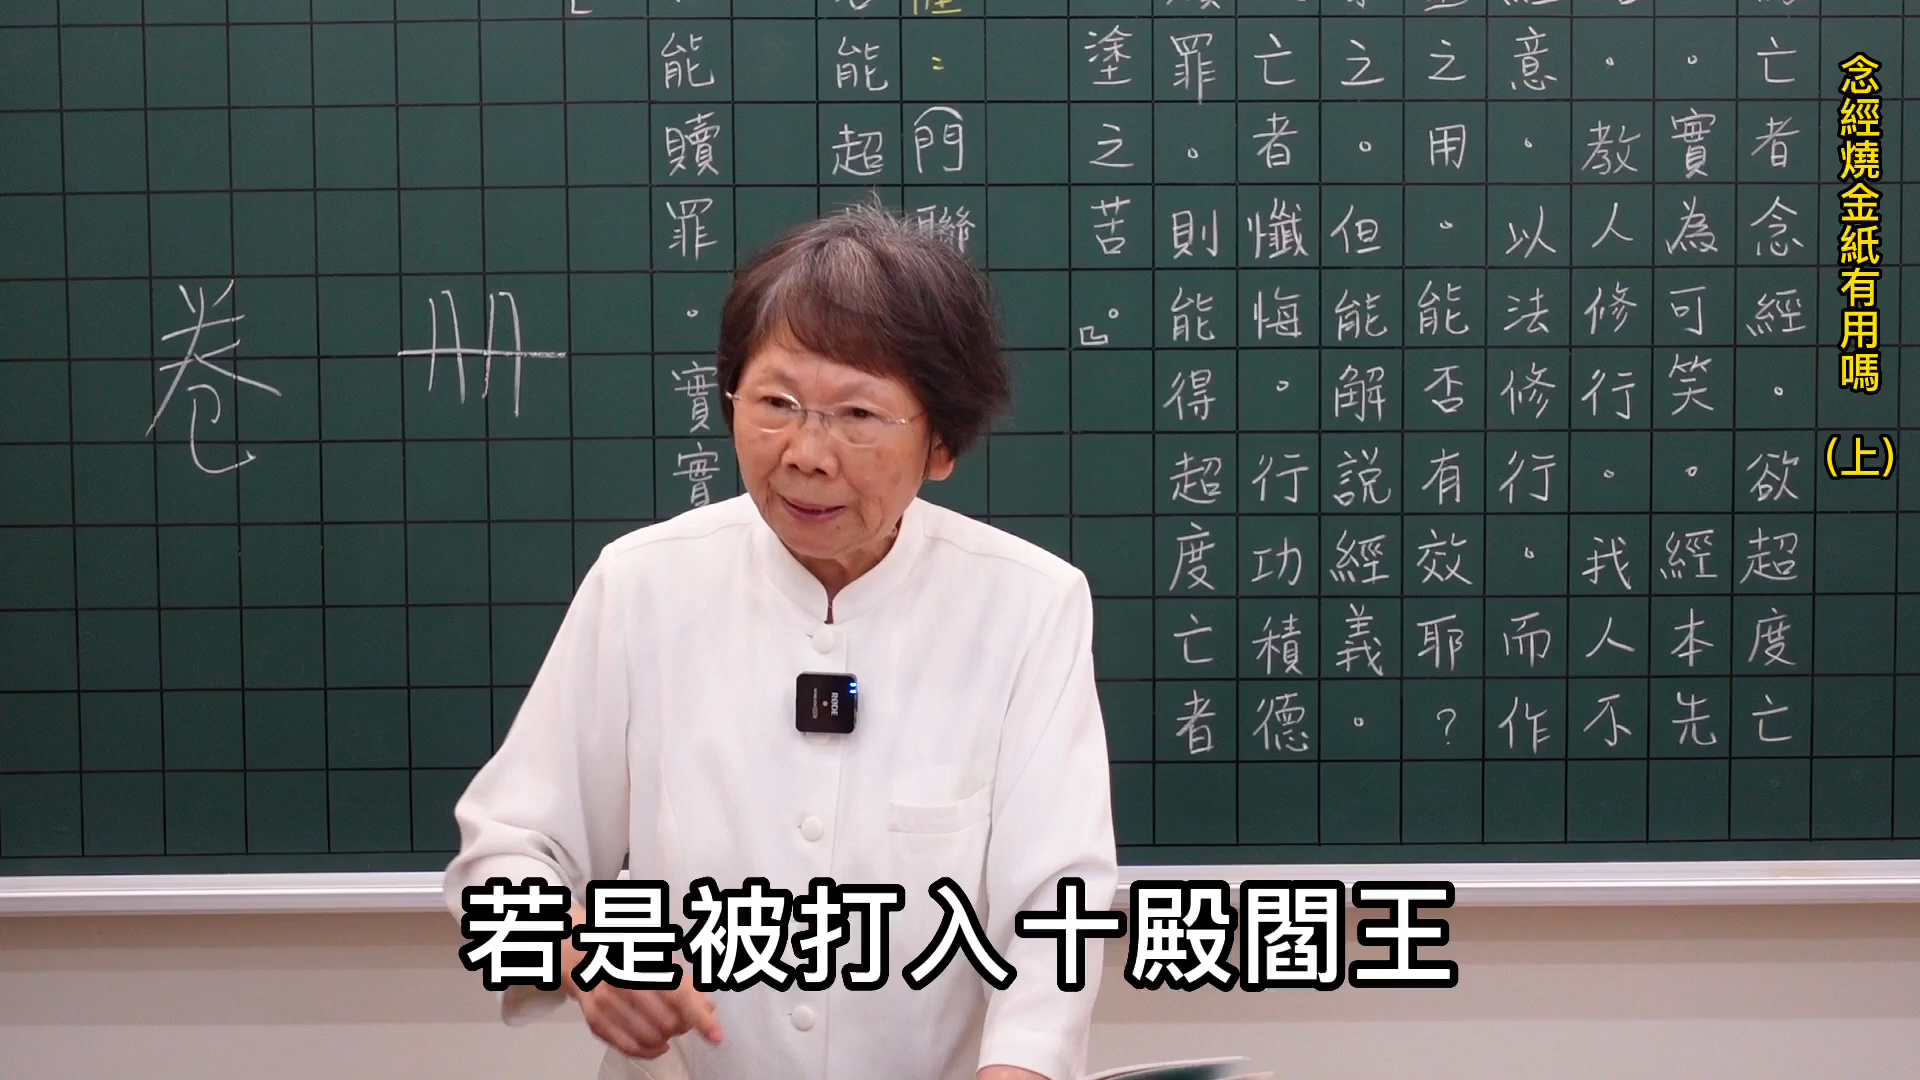 念經燒金紙有用嗎(上)
亡者念經。欲超度亡
。實為可笑。經本先
。教人修行。我人不
意。以法修行。而作
之用。能否有效耶?
之。但能解說經義。
亡者懺悔。行功積德
罪。則能得超度亡者
塗之苦。」
:(門聯
能超
能贖罪。實實
冊
卷
RØDE
若是被打入十殿閻王